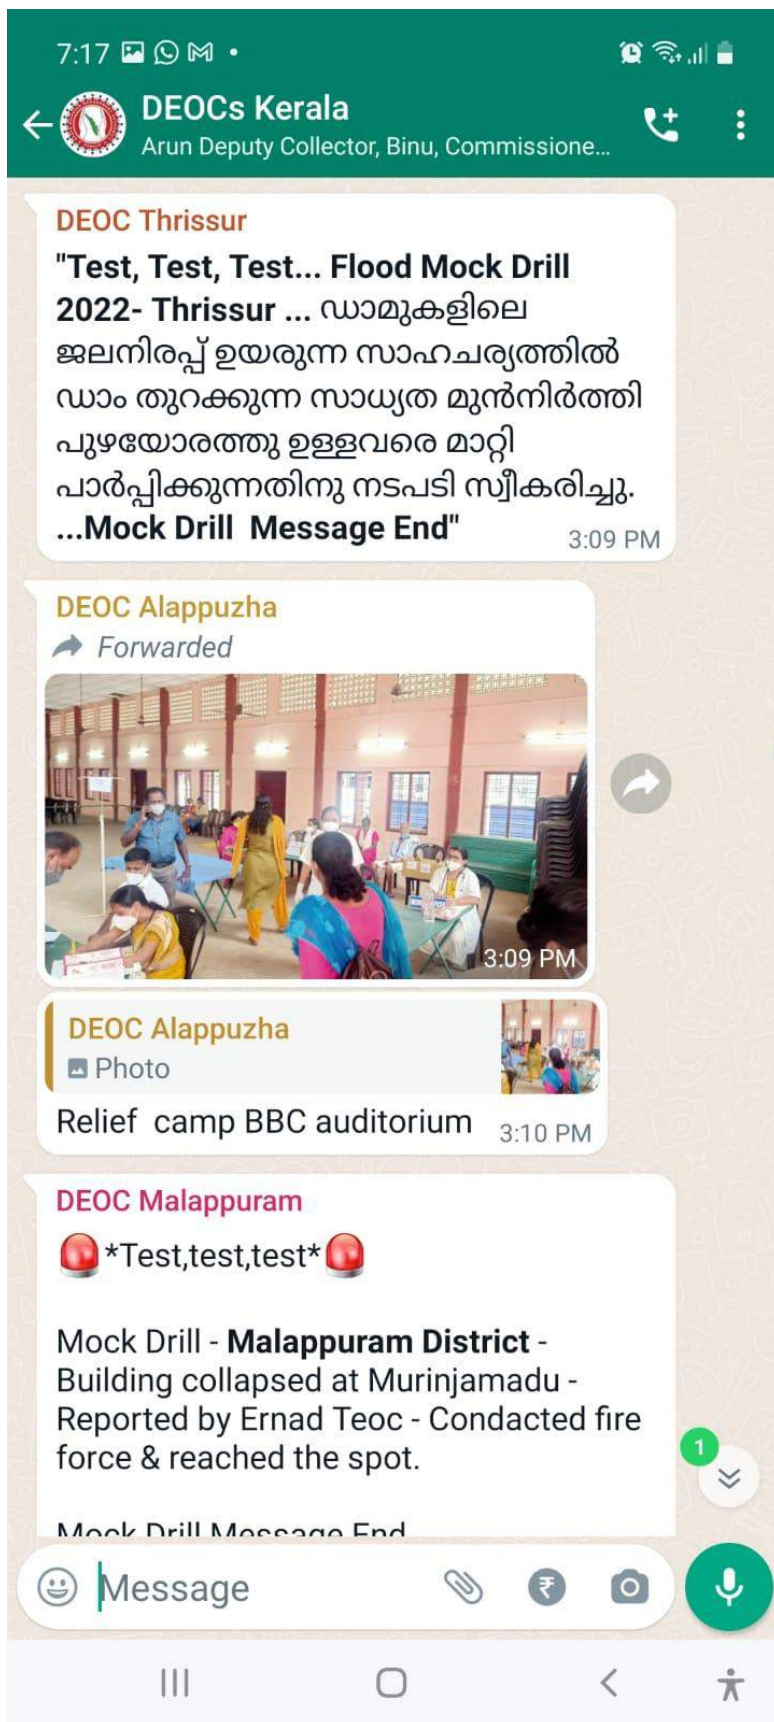 7:17
DEOCs Kerala
Arun Deputy Collector, Binu, Commissione...
DEOC Thrissur
"Test, Test, Test... Flood Mock Drill
2022- Thrissur ... ഡാമുകളിലെ
ജലനിരപ്പ് ഉയരുന്ന സാഹചര്യത്തിൽ
ഡാം തുറക്കുന്ന സാധ്യത മുൻനിർത്തി
പുഴയോരത്തു ഉള്ളവരെ മാറ്റി
പാർപ്പിക്കുന്നതിനു നടപടി സ്വീകരിച്ചു.
...Mock Drill  Message End"
3:09 PM
DEOC Alappuzha
Forwarded
3:09 PM
DEOC Alappuzha
Photo
Relief  camp BBC auditorium
3:10 PM
DEOC Malappuram
🚨*Test,test,test*🚨
Mock Drill - Malappuram District -
Building collapsed at Murinjamadu -
Reported by Ernad Teoc - Condacted fire
force & reached the spot.
1
Mock Drill Message End
Message